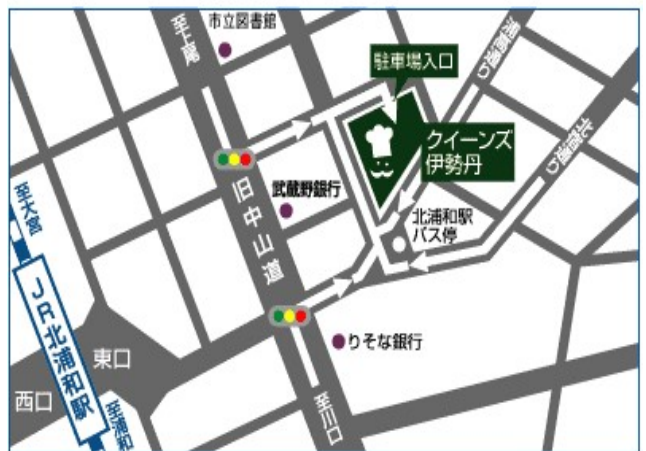 市立図書館
至上尾
駐車場入口
クイーンズ
伊勢丹
武蔵野銀行
北浦和駅
バス停
旧中山道
至大宮
JR北浦和駅
東口
西口
りそな銀行
至浦和
至川口